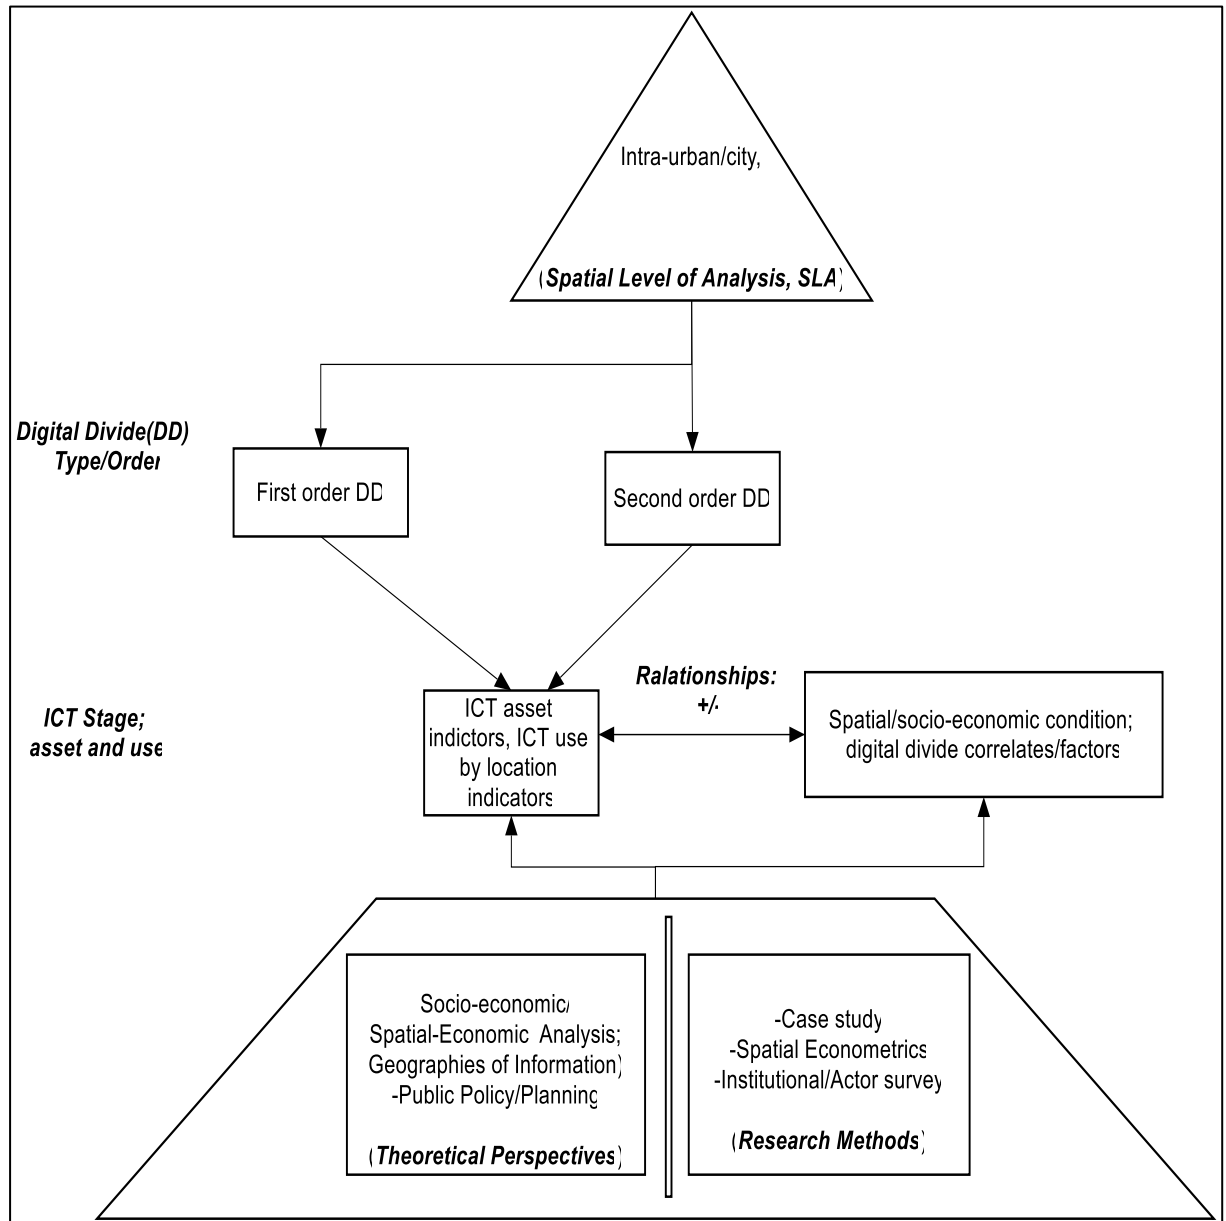 Intra-urban/city,
(Spatial Level of Analysis, SLA)
Digital Divide(DD)
Type/Order
First order DD
Second order DD
ICT Stage;
asset and use
ICT asset
indictors, ICT use
by location
indicators
Ralationships:
+/-
Spatial/socio-economic condition;
digital divide correlates/factors
Socio-economic/
Spatial-Economic Analysis;
Geographies of Information)
-Public Policy/Planning
(Theoretical Perspectives)
-Case study
-Spatial Econometrics
-Institutional/Actor survey
(Research Methods)